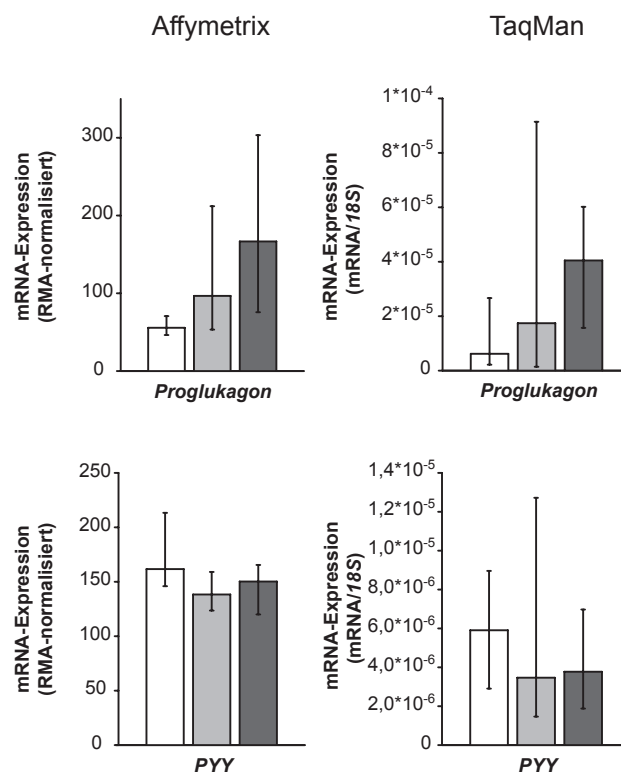 Affymetrix
TaqMan
mRNA-Expression
(RMA-normalisiert)
300
200
100
0
Proglukagon
mRNA-Expression
(mRNA/18S)
1*10-4
8*10-5
6*10-5
4*10-5
2*10-5
0
Proglukagon
mRNA-Expression
(RMA-normalisiert)
250
200
150
100
50
0
PYY
mRNA-Expression
(mRNA/18S)
1,4*10-5
1,2*10-5
1,0*10-5
8,0*10-6
6,0*10-6
4,0*10-6
2,0*10-6
0
PYY